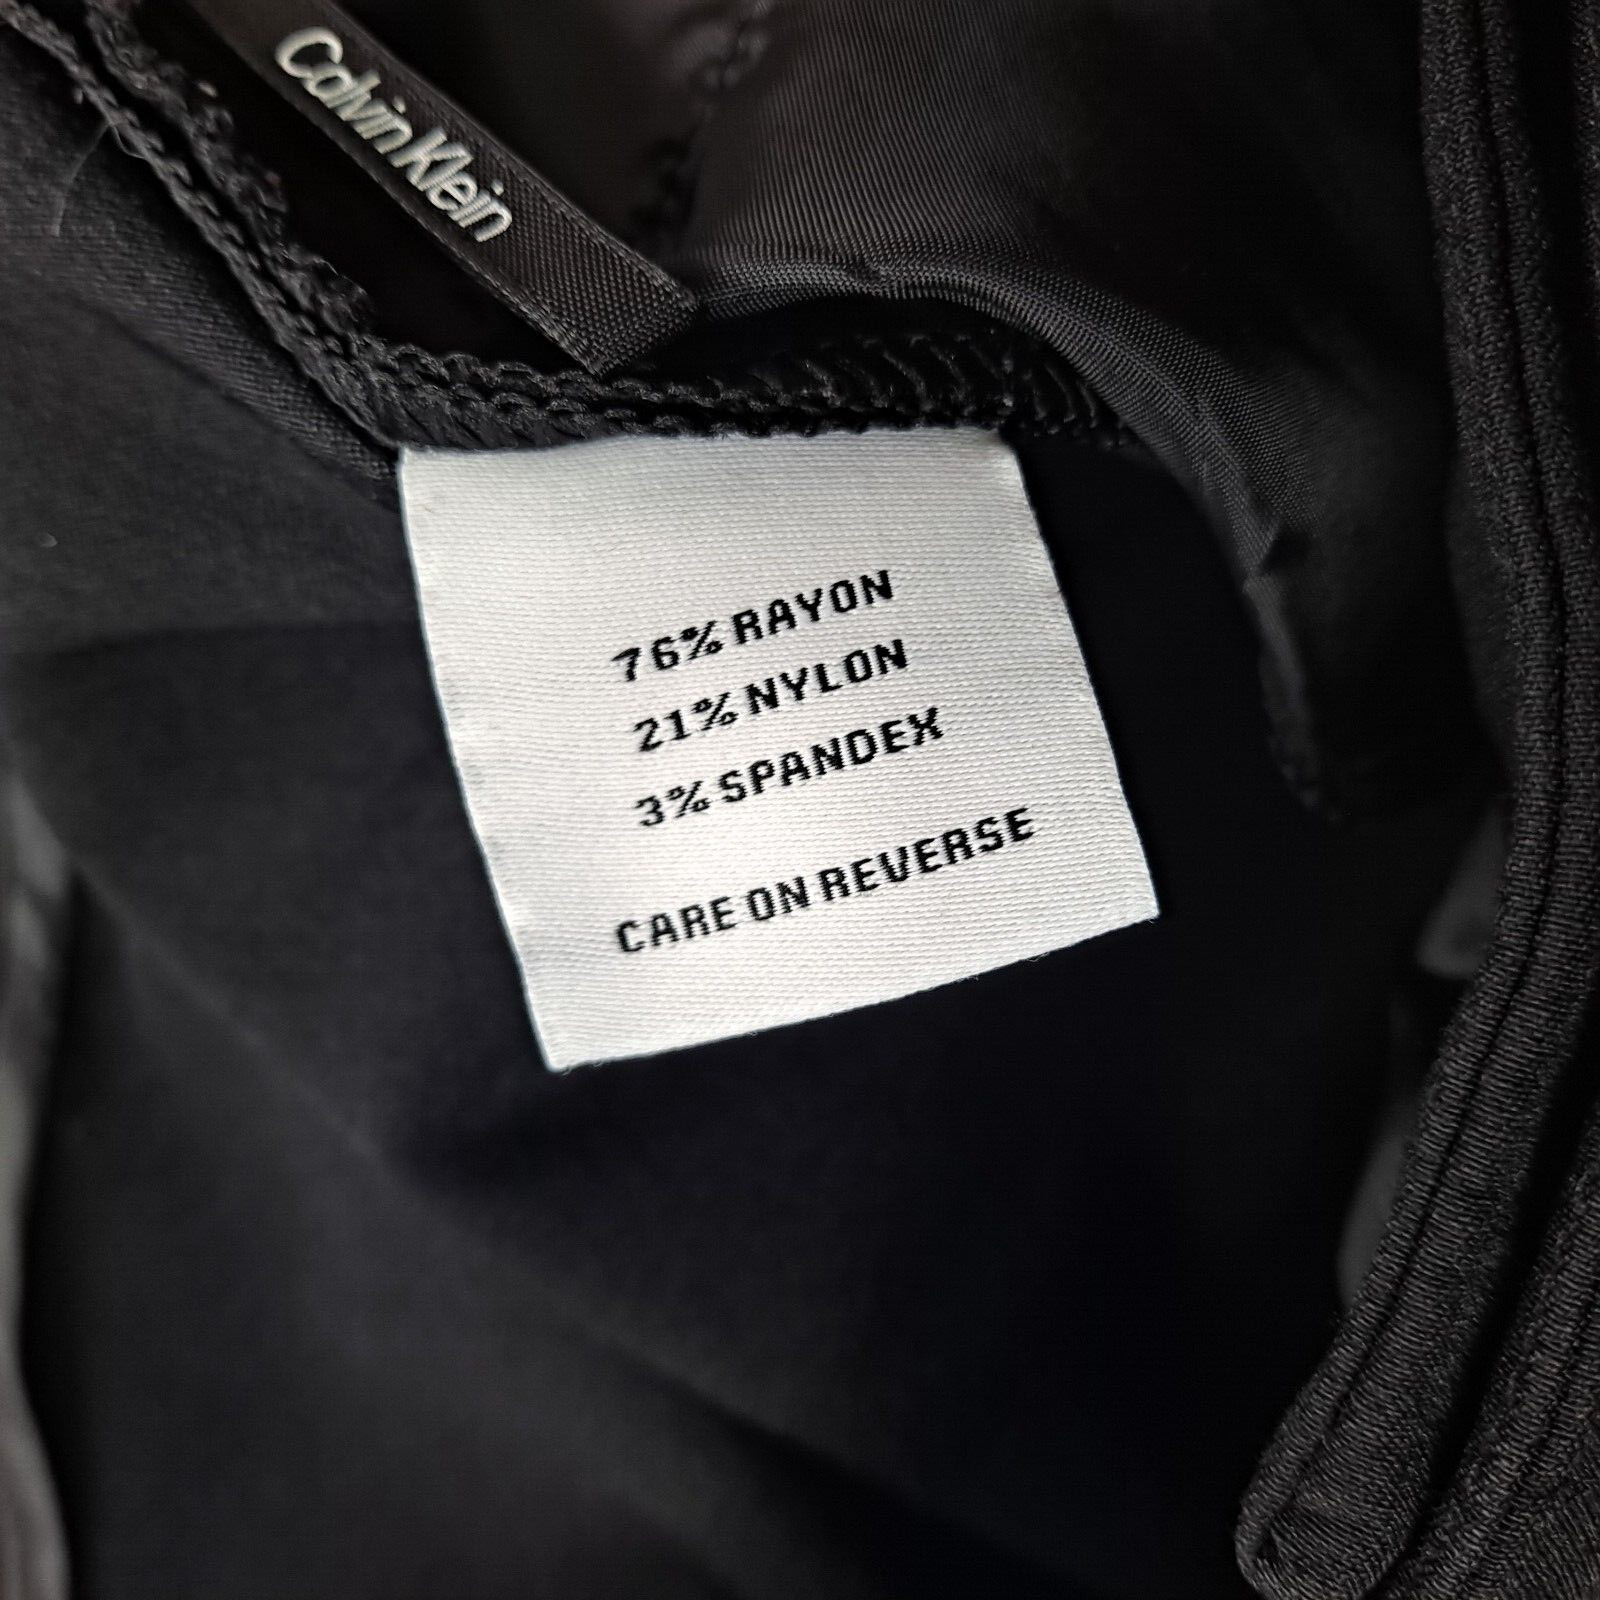 Calvin Klein
76% RAYON
21% NYLON
3% SPANDEX
CARE ON REVERSE